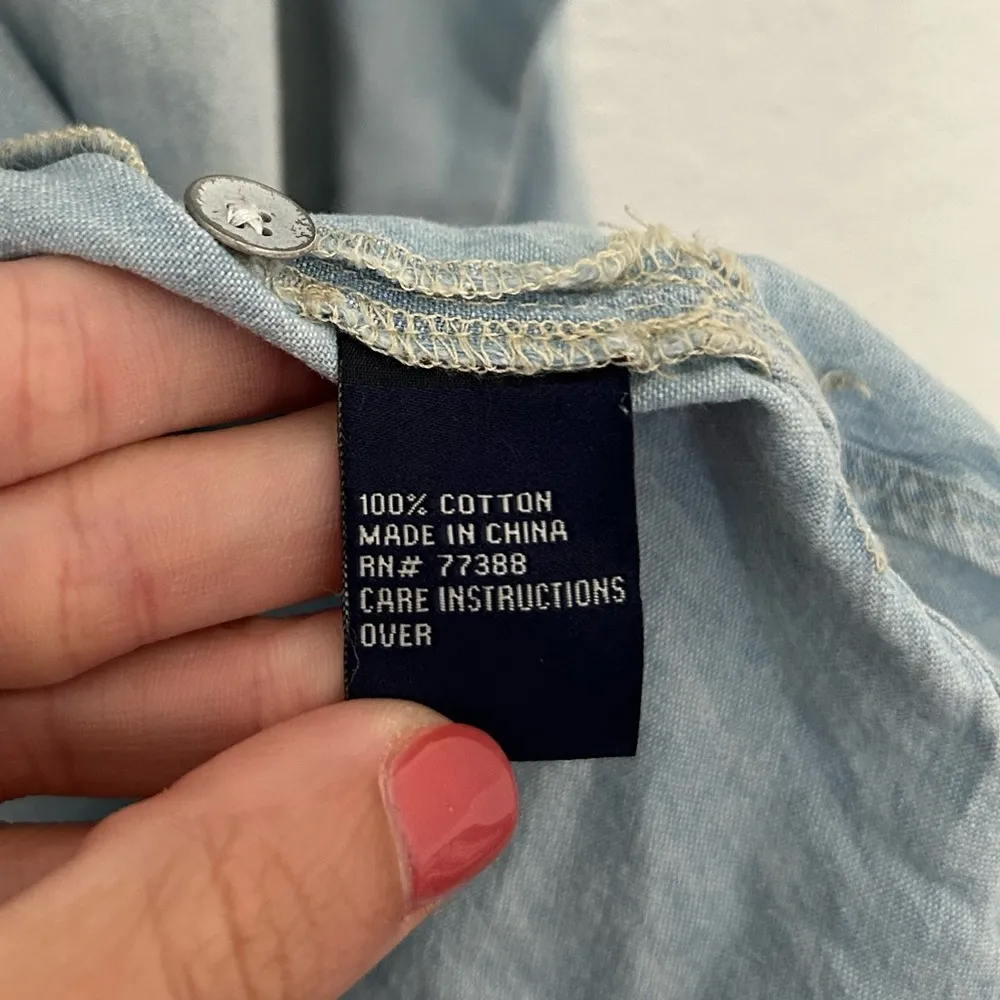 100% COTTON
MADE IN CHINA
RN# 77388
CARE INSTRUCTIONS
OVER